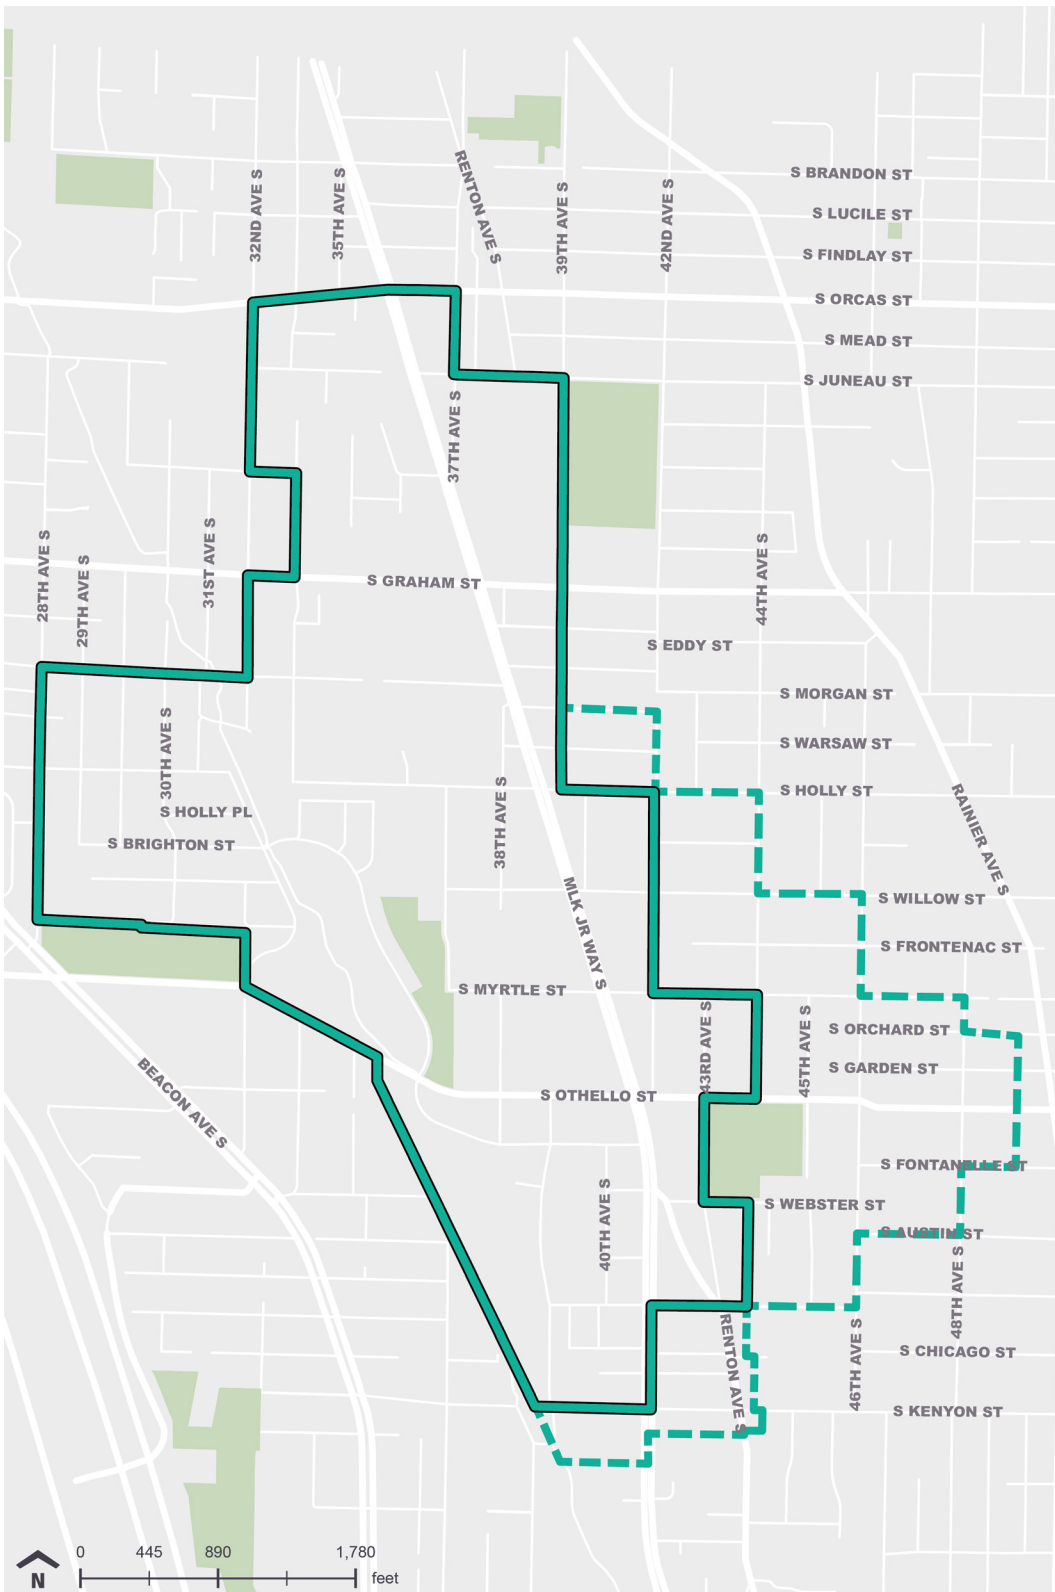 S BRANDON ST
32ND AVE S
35TH AVE S
RENTON AVE S
39TH AVE S
42ND AVE S
S LUCILE ST
S FINDLAY ST
S ORCAS ST
S MEAD ST
S JUNEAU ST
37TH AVE S
28TH AVE S
29TH AVE S
31ST AVE S
S GRAHAM ST
44TH AVE S
S EDDY ST
S MORGAN ST
30TH AVE S
S WARSAW ST
S HOLLY ST
S HOLLY PL
38TH AVE S
RAINIER AVE S
S BRIGHTON ST
MLK JR WAY S
S WILLOW ST
S FRONTENAC ST
S MYRTLE ST
43RD AVE S
45TH AVE S
S ORCHARD ST
S GARDEN ST
BEACON AVE S
S OTHELLO ST
S FONTANELLE ST
40TH AVE S
S WEBSTER ST
S AUSTIN ST
48TH AVE S
RENTON AVE S
46TH AVE S
S CHICAGO ST
S KENYON ST
N
0 445 890 1,780
feet